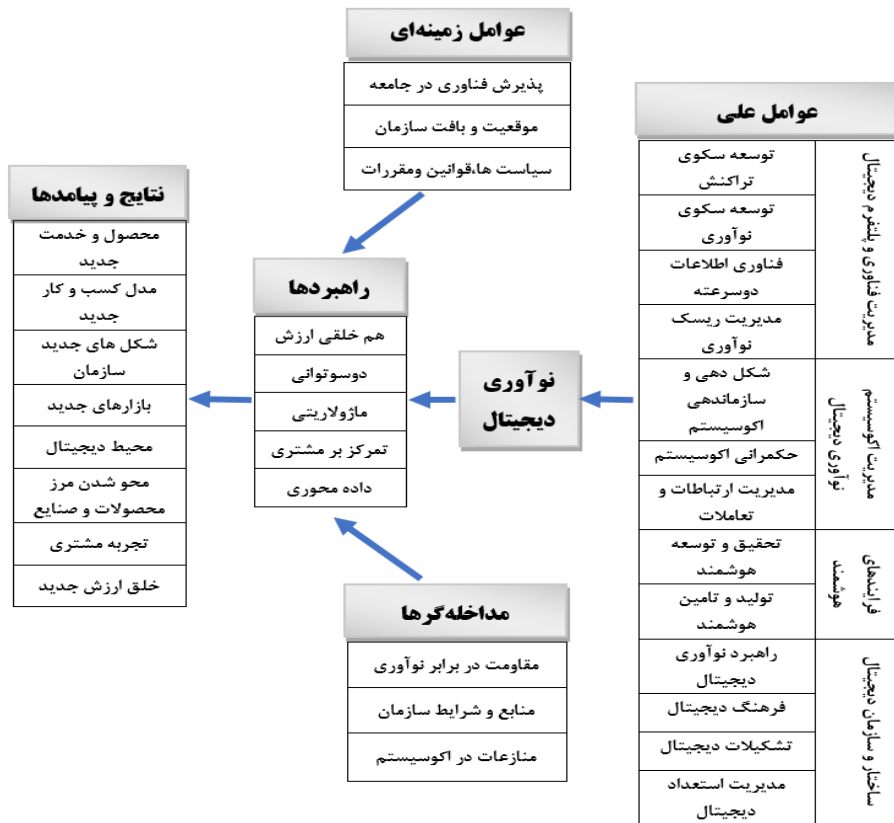 عوامل زمینه‌ای
پذیرش فناوری در جامعه
موقعیت و بافت سازمان
سیاست ها،قوانین ومقررات
عوامل علی
مدیریت فناوری و پلتفرم دیجیتال
توسعه سکوی
تراکنش
توسعه سکوی
نوآوری
فناوری اطلاعات
دوسرعته
مدیریت ریسک
نوآوری
مدیریت اکوسیستم
نوآوری دیجیتال
شکل دهی و
سازماندهی
اکوسیستم
حکمرانی اکوسیستم
مدیریت ارتباطات و
تعاملات
فرایندهای
هوشمند
تحقیق و توسعه
هوشمند
تولید و تامین
هوشمند
ساختار و سازمان دیجیتال
راهبرد نوآوری
دیجیتال
فرهنگ دیجیتال
تشکیلات دیجیتال
مدیریت استعداد
دیجیتال
نوآوری
دیجیتال
راهبردها
هم خلقی ارزش
دوسوتوانی
ماژولاریتی
تمرکز بر مشتری
داده محوری
مداخله‌گرها
مقاومت در برابر نوآوری
منابع و شرایط سازمان
منازعات در اکوسیستم
نتایج و پیامدها
محصول و خدمت
جدید
مدل کسب و کار
جدید
شکل های جدید
سازمان
بازارهای جدید
محیط دیجیتال
محو شدن مرز
محصولات و صنایع
تجربه مشتری
خلق ارزش جدید